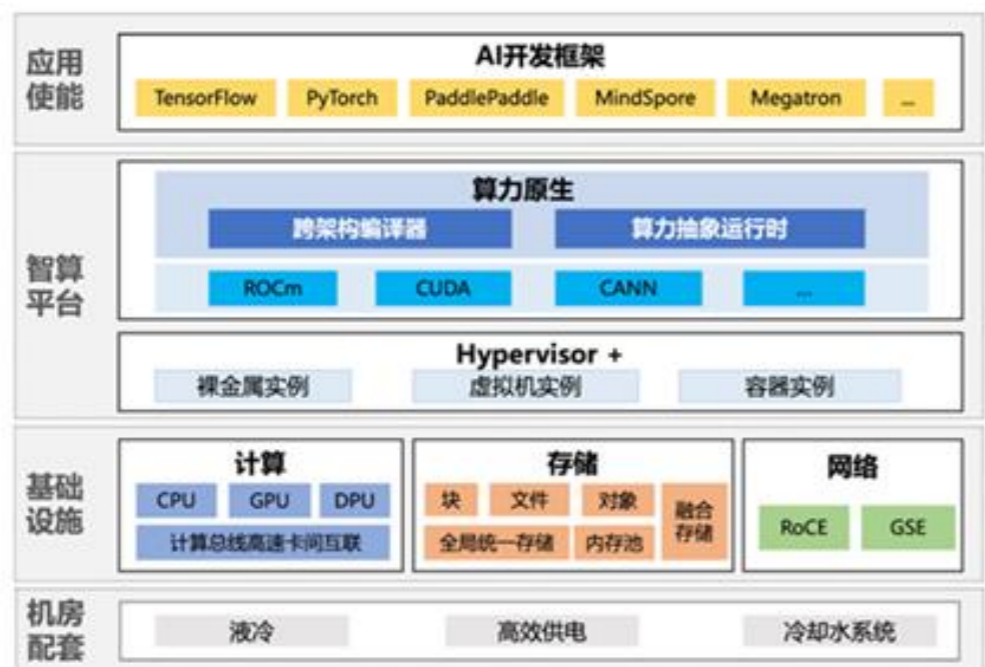 应用
使能
AI开发框架
TensorFlow PyTorch PaddlePaddle MindSpore Megatron ...
智算
平台
算力原生
跨架构编译器 算力抽象运行时
ROCm CUDA CANN ...
Hypervisor +
裸金属实例 虚拟机实例 容器实例
基础
设施
计算
CPU GPU DPU
计算总线高速卡间互联
存储
块 文件 对象
全局统一存储 内存池
融合
存储
网络
RoCE GSE
机房
配套
液冷 高效供电 冷却水系统